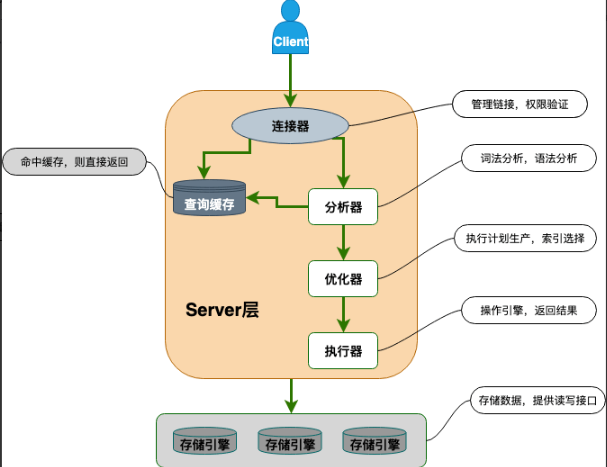 Client
连接器
管理链接，权限验证
命中缓存，则直接返回
词法分析，语法分析
查询缓存
分析器
执行计划生产，索引选择
优化器
Server层
操作引擎，返回结果
执行器
存储数据，提供读写接口
存储引擎
存储引擎
存储引擎